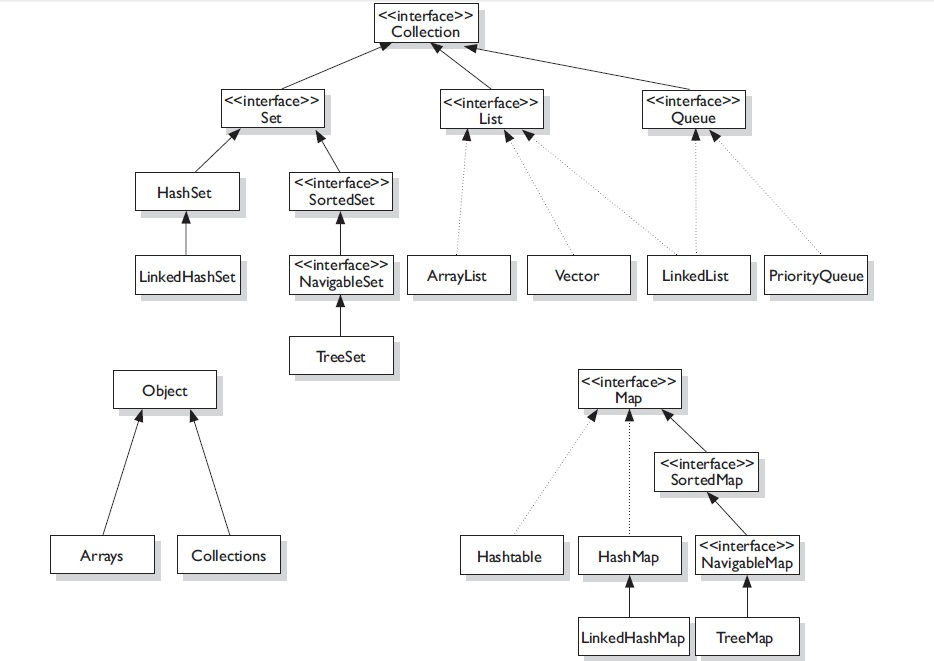 <<interface>>
Collection
<<interface>>
Set
<<interface>>
List
<<interface>>
Queue
HashSet
<<interface>>
SortedSet
LinkedHashSet
<<interface>>
NavigableSet
ArrayList
Vector
LinkedList
PriorityQueue
TreeSet
Object
<<interface>>
Map
<<interface>>
SortedMap
Arrays
Collections
Hashtable
HashMap
<<interface>>
NavigableMap
LinkedHashMap
TreeMap